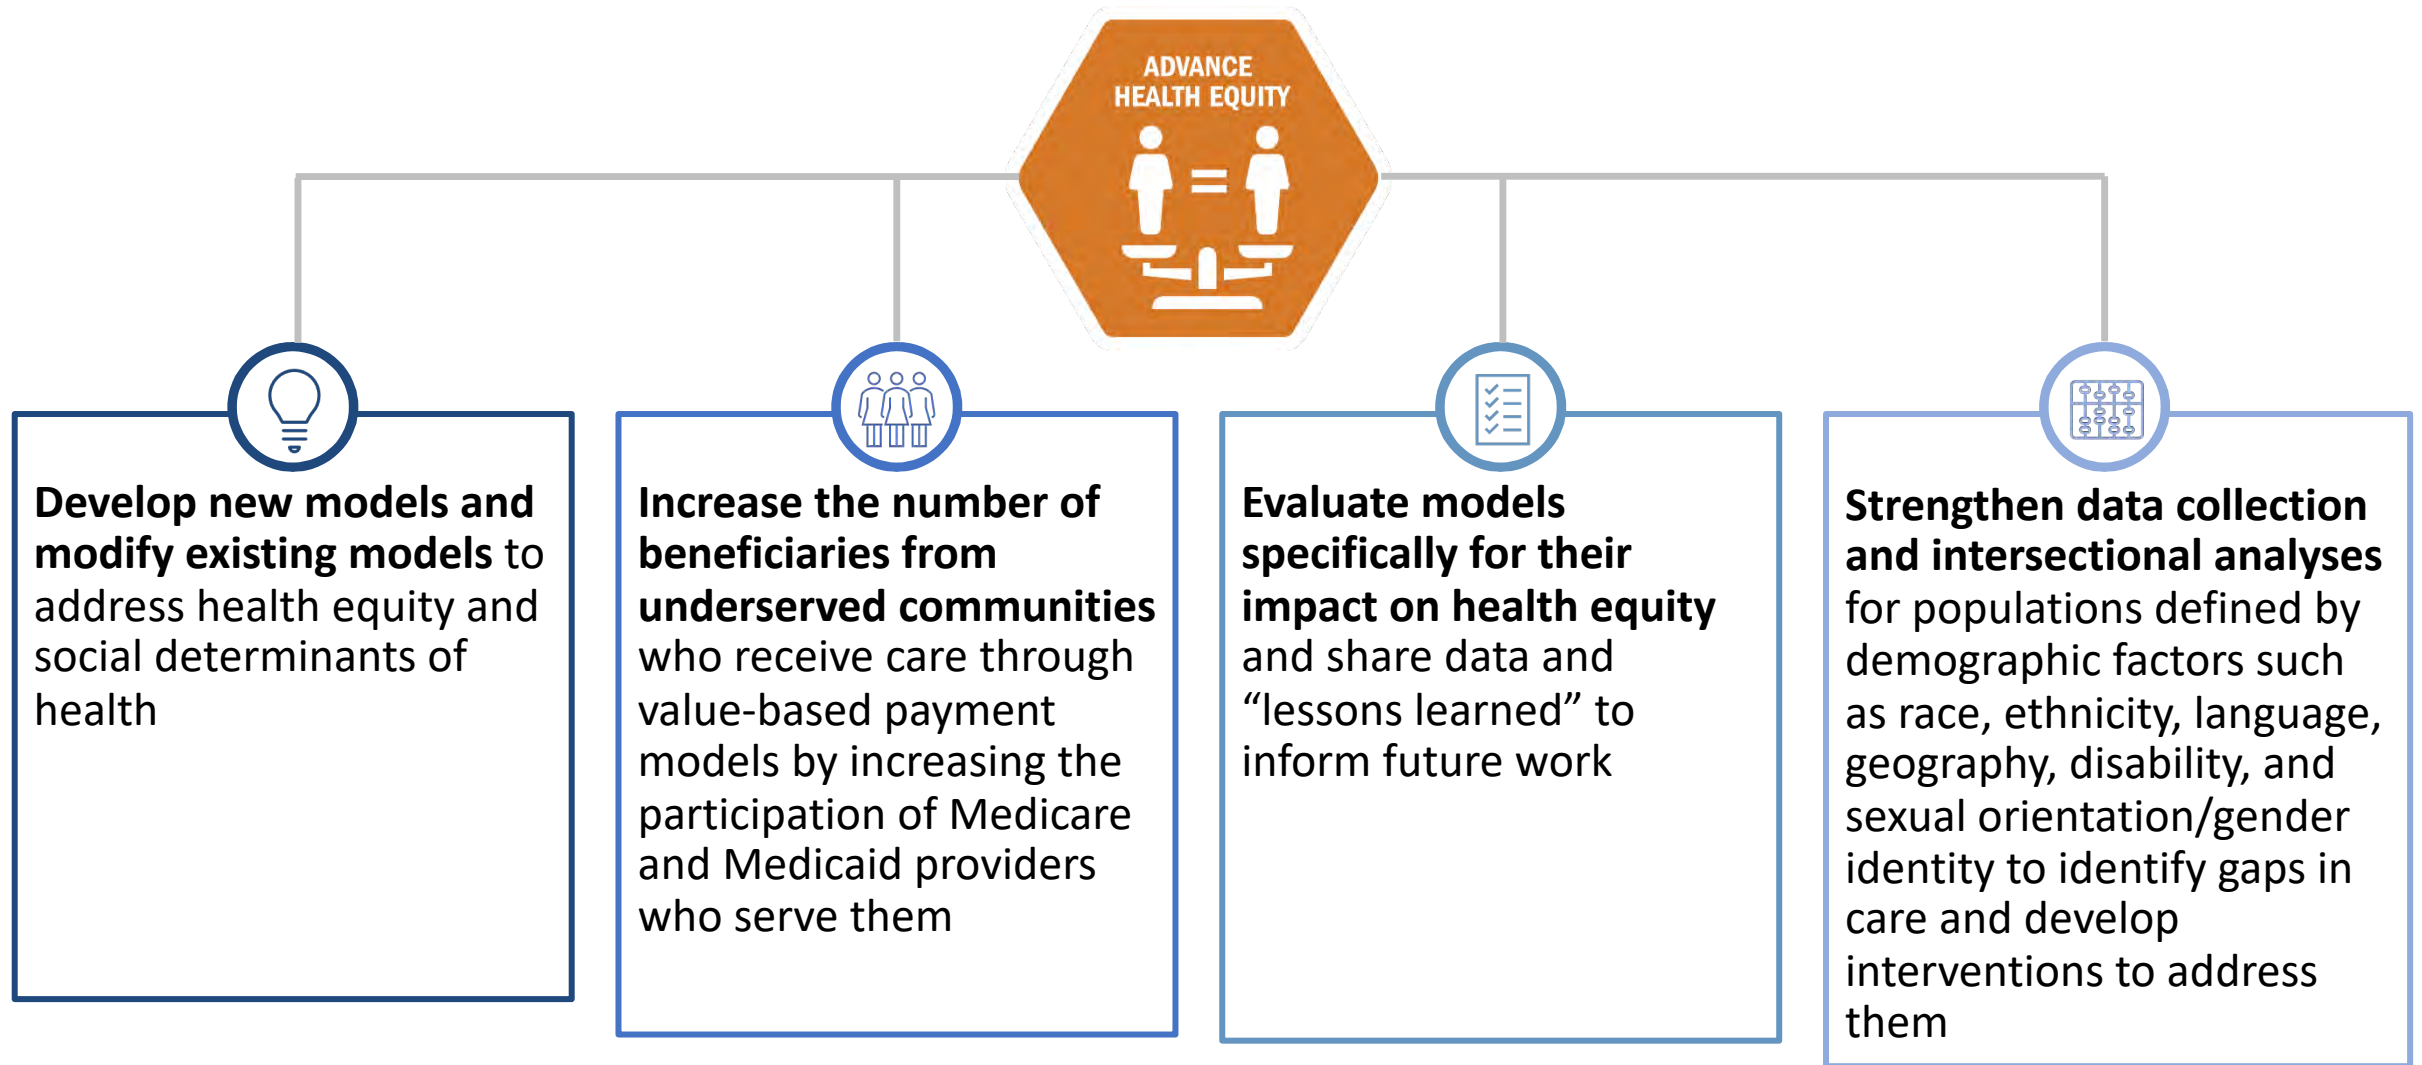 ADVANCE
HEALTH EQUITY
Develop new models and
modify existing models to
address health equity and
social determinants of
health
Increase the number of
beneficiaries from
underserved communities
who receive care through
value-based payment
models by increasing the
participation of Medicare
and Medicaid providers
who serve them
Evaluate models
specifically for their
impact on health equity
and share data and
“lessons learned” to
inform future work
Strengthen data collection
and intersectional analyses
for populations defined by
demographic factors such
as race, ethnicity, language,
geography, disability, and
sexual orientation/gender
identity to identify gaps in
care and develop
interventions to address
them